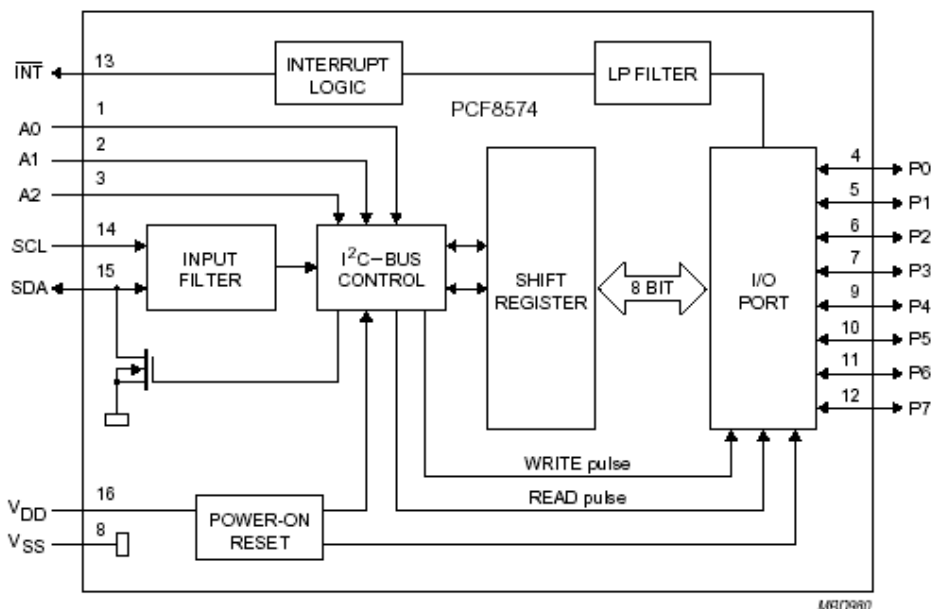 INT
13
INTERRUPT
LOGIC
LP FILTER
PCF8574
A0
1
A1
2
A2
3
SCL
14
SDA
15
INPUT
FILTER
I²C–BUS
CONTROL
SHIFT
REGISTER
8 BIT
I/O
PORT
4
P0
5
P1
6
P2
7
P3
9
P4
10
P5
11
P6
12
P7
WRITE pulse
READ pulse
VDD
16
VSS
8
POWER-ON
RESET
MBD980